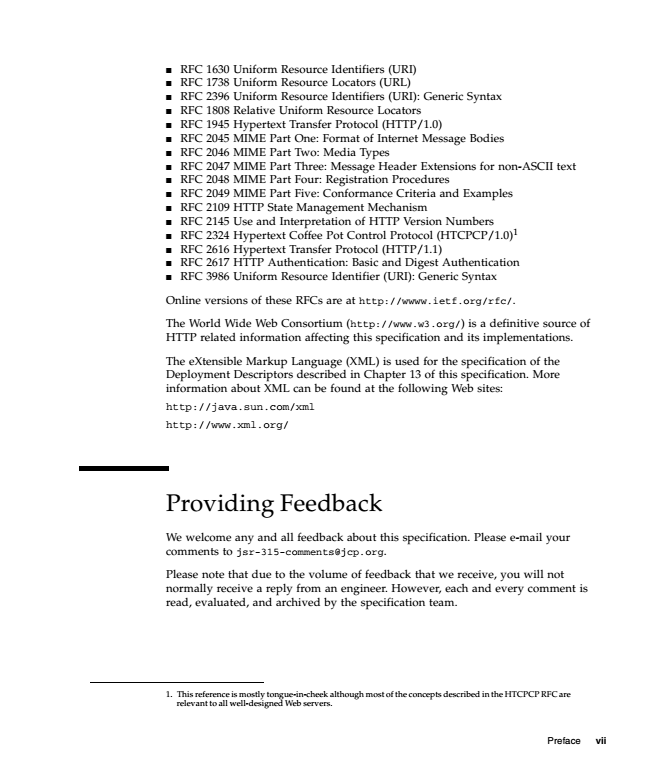 ■ RFC 1630 Uniform Resource Identifiers (URI)
■ RFC 1738 Uniform Resource Locators (URL)
■ RFC 2396 Uniform Resource Identifiers (URI): Generic Syntax
■ RFC 1808 Relative Uniform Resource Locators
■ RFC 1945 Hypertext Transfer Protocol (HTTP/1.0)
■ RFC 2045 MIME Part One: Format of Internet Message Bodies
■ RFC 2046 MIME Part Two: Media Types
■ RFC 2047 MIME Part Three: Message Header Extensions for non-ASCII text
■ RFC 2048 MIME Part Four: Registration Procedures
■ RFC 2049 MIME Part Five: Conformance Criteria and Examples
■ RFC 2109 HTTP State Management Mechanism
■ RFC 2145 Use and Interpretation of HTTP Version Numbers
■ RFC 2324 Hypertext Coffee Pot Control Protocol (HTCPCP/1.0)1
■ RFC 2616 Hypertext Transfer Protocol (HTTP/1.1)
■ RFC 2617 HTTP Authentication: Basic and Digest Authentication
■ RFC 3986 Uniform Resource Identifier (URI): Generic Syntax
Online versions of these RFCs are at http://wwww.ietf.org/rfc/.
The World Wide Web Consortium (http://www.w3.org/) is a definitive source of
HTTP related information affecting this specification and its implementations.
The eXtensible Markup Language (XML) is used for the specification of the
Deployment Descriptors described in Chapter 13 of this specification. More
information about XML can be found at the following Web sites:
http://java.sun.com/xml
http://www.xml.org/
Providing Feedback
We welcome any and all feedback about this specification. Please e-mail your
comments to jsr-315-comments@jcp.org.
Please note that due to the volume of feedback that we receive, you will not
normally receive a reply from an engineer. However, each and every comment is
read, evaluated, and archived by the specification team.
1. This reference is mostly tongue-in-cheek although most of the concepts described in the HTCPCP RFC are
relevant to all well-designed Web servers.
Preface vii